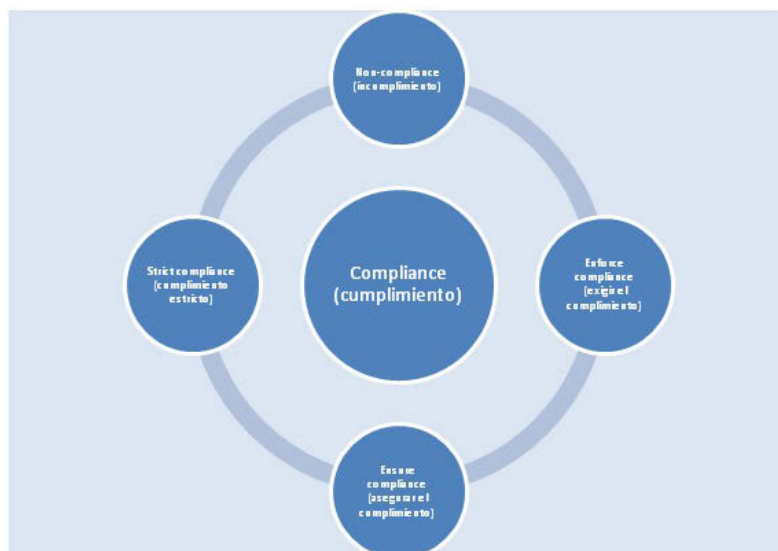 Non-compliance
(incumplimiento)
Strict compliance
(cumplimiento
estricto)
Compliance
(cumplimiento)
Enforce
compliance
(exigir el
cumplimiento)
Ensure
compliance
(asegurar el
cumplimiento)